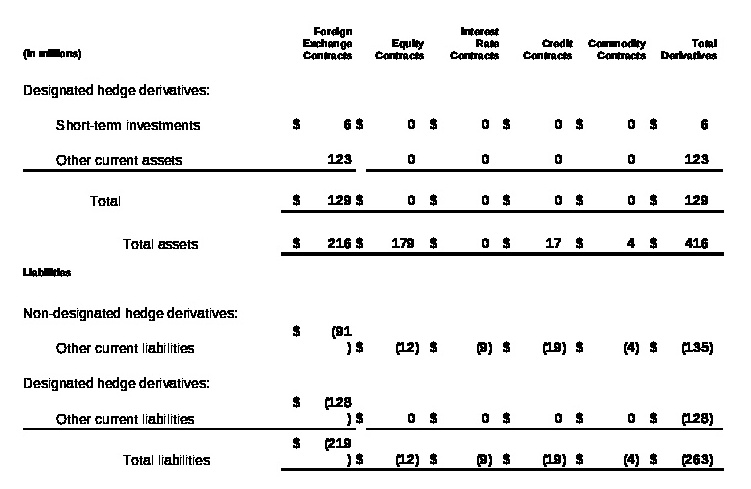 (In millions) Foreign Exchange Contracts Equity Contracts Interest Rate Contracts Credit Contracts Commodity Contracts Total Derivatives
Designated hedge derivatives:
Short-term investments $ 6 $ 0 $ 0 $ 0 $ 0 $ 6
Other current assets 123 0 0 0 0 123
Total $ 129 $ 0 $ 0 $ 0 $ 0 $ 129
Total assets $ 216 $ 179 $ 0 $ 17 $ 4 $ 416
Liabilities
Non-designated hedge derivatives:
Other current liabilities $ (91) $ (12) $ (9) $ (19) $ (4) $ (135)
Designated hedge derivatives:
Other current liabilities $ (128) $ 0 $ 0 $ 0 $ 0 $ (128)
Total liabilities $ (219) $ (12) $ (9) $ (19) $ (4) $ (263)